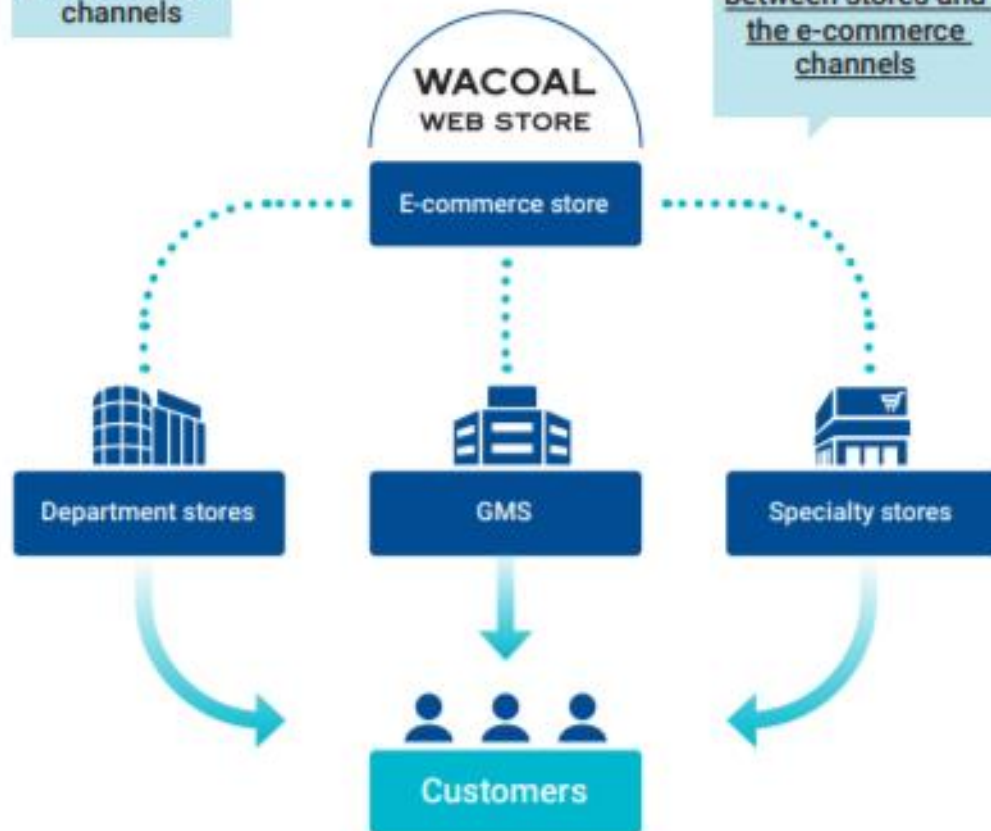 channels
between stores and
the e-commerce
channels
WACOAL
WEB STORE
E-commerce store
Department stores
GMS
Specialty stores
Customers